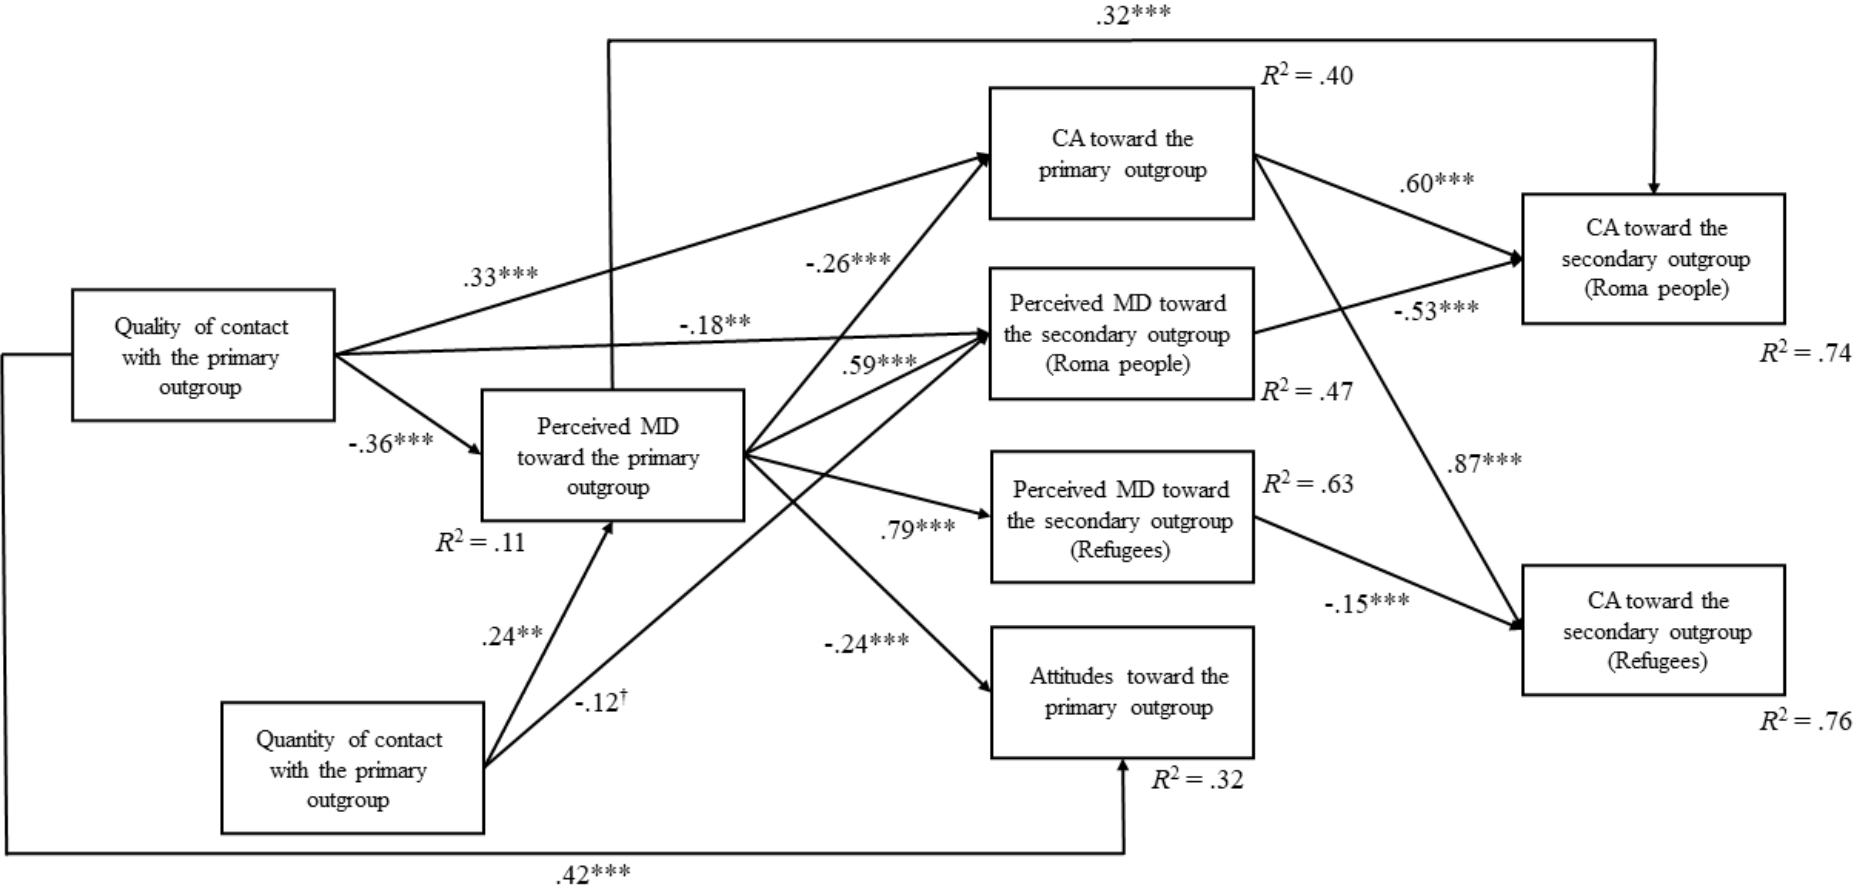 .32***
R² = .40
CA toward the
primary outgroup
.60***
CA toward the
secondary outgroup
(Roma people)
R² = .74
.33***
-.26***
Quality of contact
with the primary
outgroup
-.18**
Perceived MD toward
the secondary outgroup
(Roma people)
-.53***
.59***
R² = .47
-.36***
Perceived MD
toward the primary
outgroup
R² = .11
Perceived MD toward
the secondary outgroup
(Refugees)
R² = .63
.87***
.79***
-.15***
CA toward the
secondary outgroup
(Refugees)
R² = .76
.24**
-.24***
Attitudes toward the
primary outgroup
R² = .32
-.12†
Quantity of contact
with the primary
outgroup
.42***